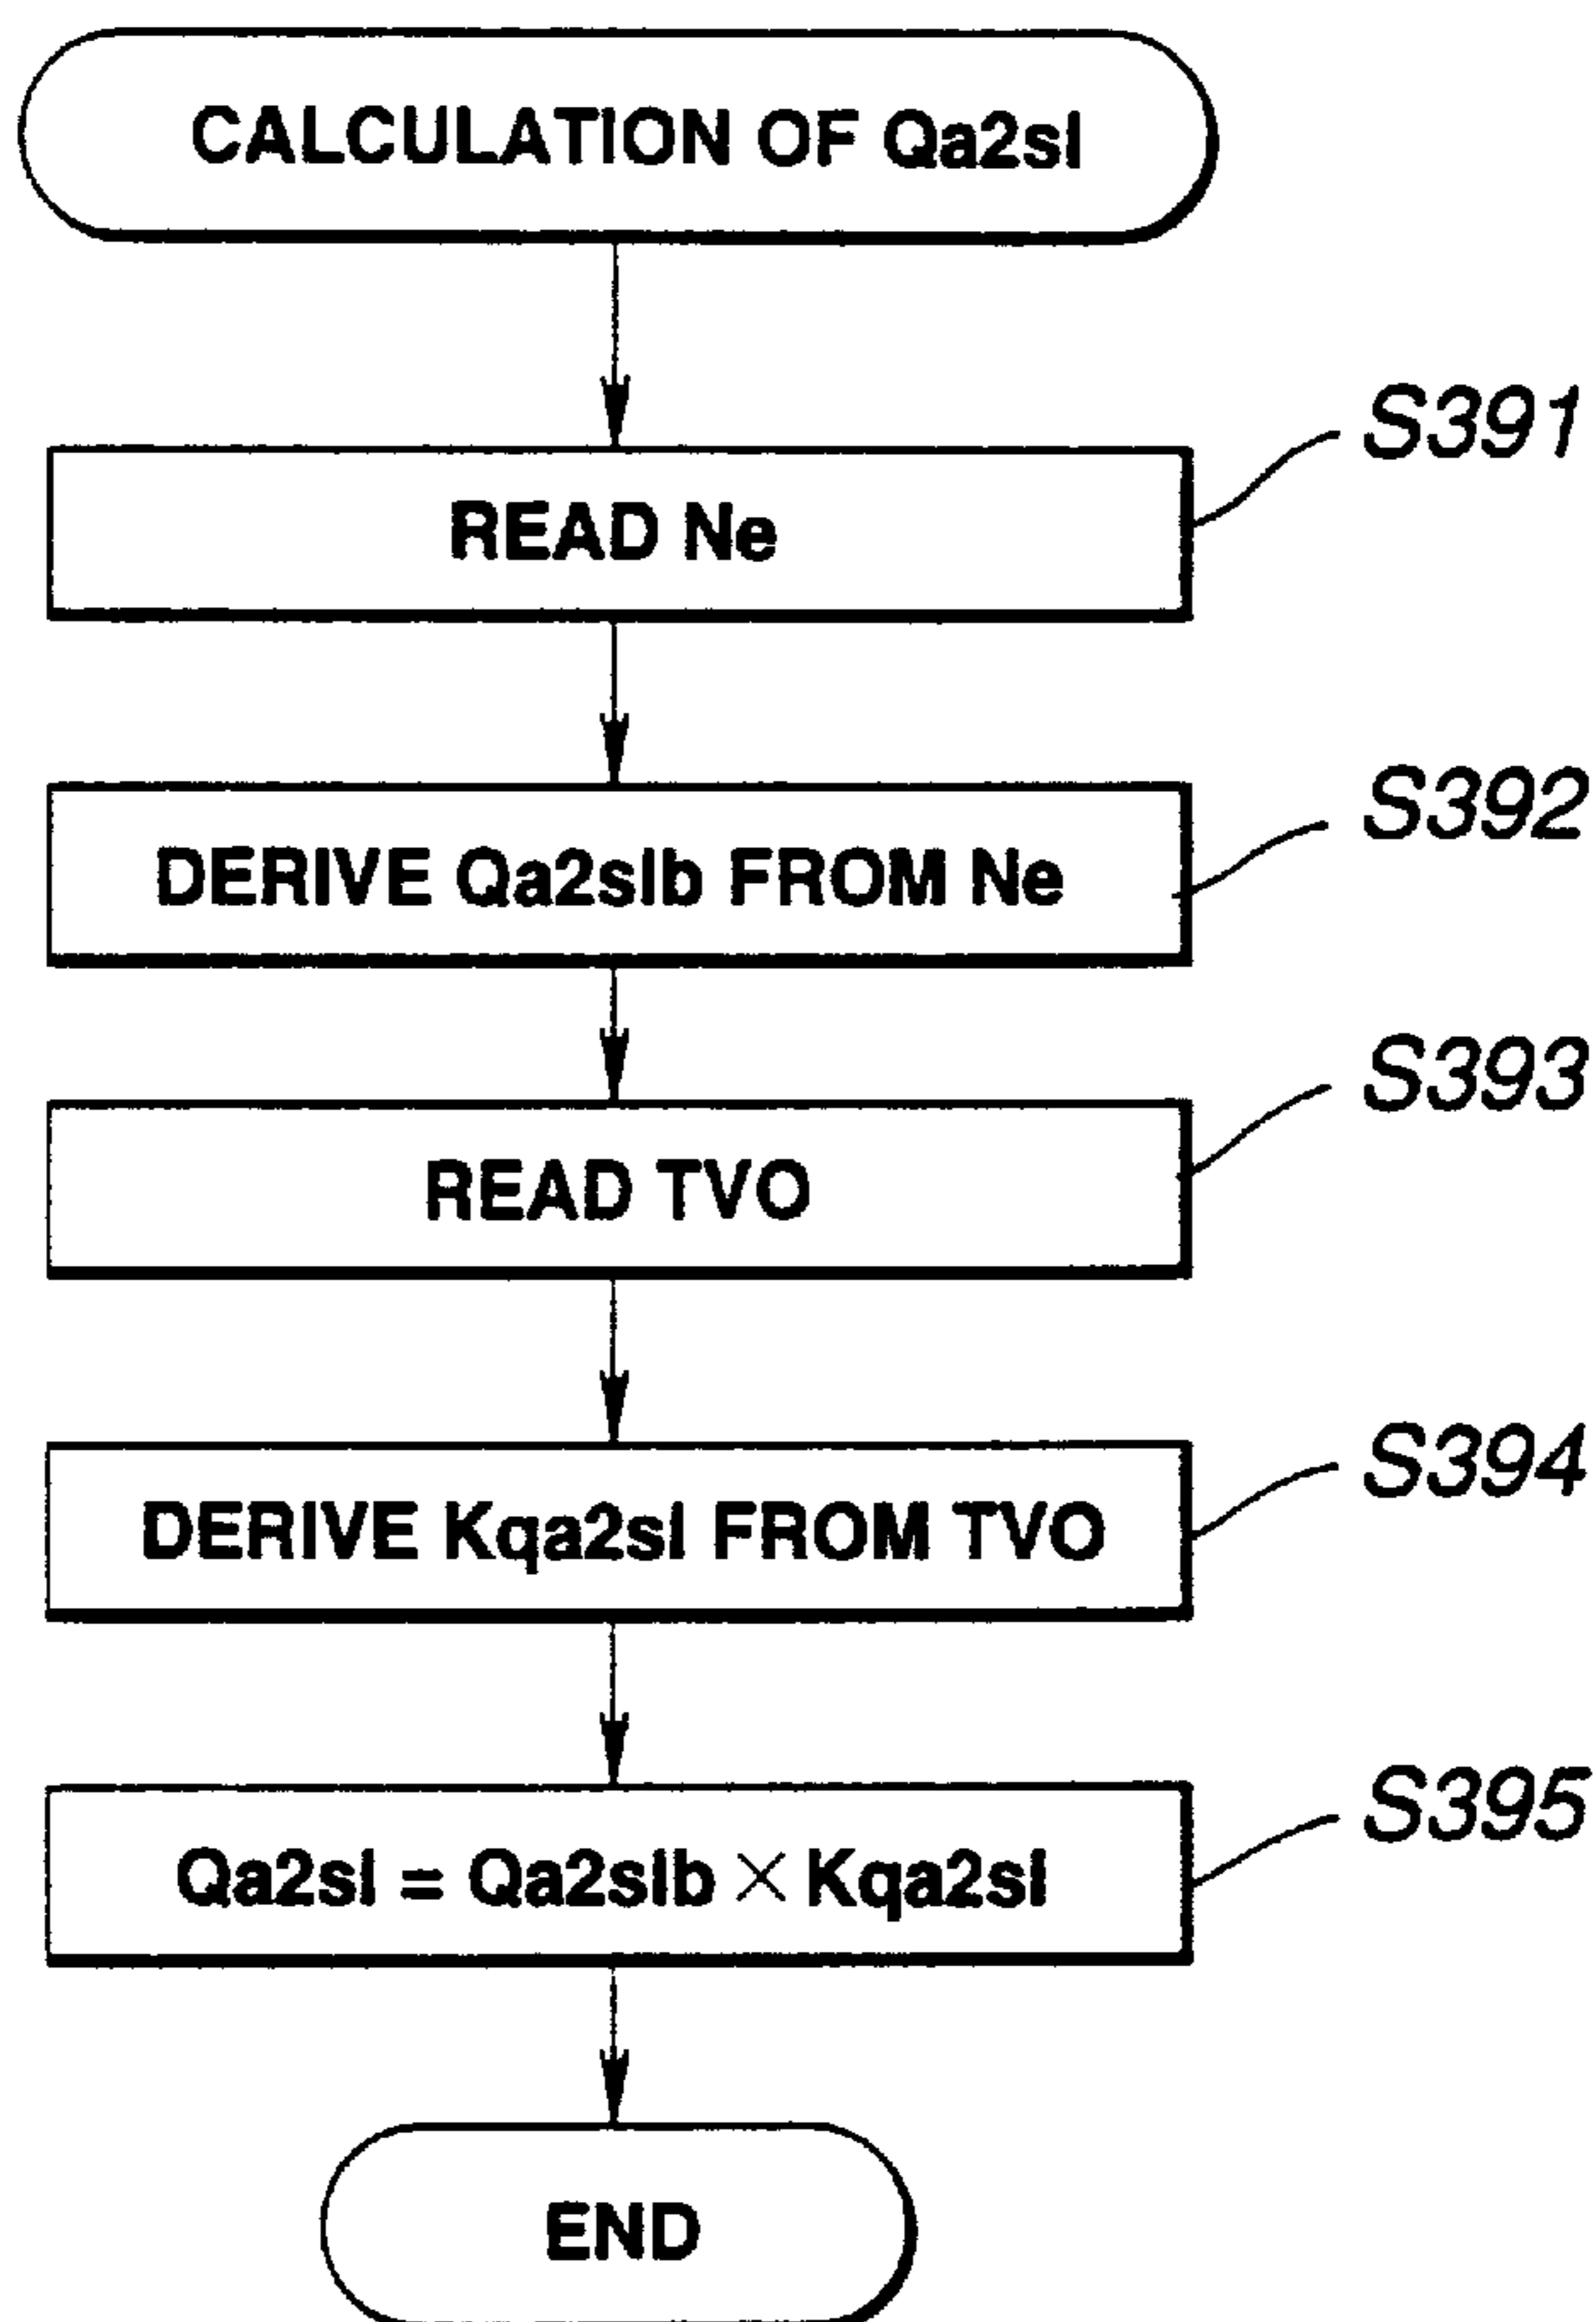 CALCULATION OF Qa2sl
S391
READ Ne
S392
DERIVE Qa2slb FROM Ne
S393
READ TVO
S394
DERIVE Kqa2sl FROM TVO
S395
Qa2sl = Qa2slb × Kqa2sl
END